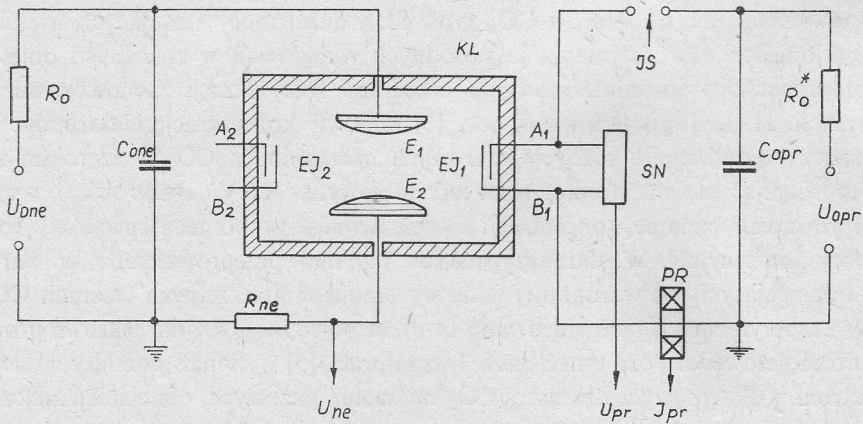 KL
JS
R₀
R₀*
Cone
A₂
EJ₂
B₂
E₁
E₂
EJ₁
A₁
B₁
SN
Copr
Uone
Uopr
Rne
PR
Une
Upr
Jpr